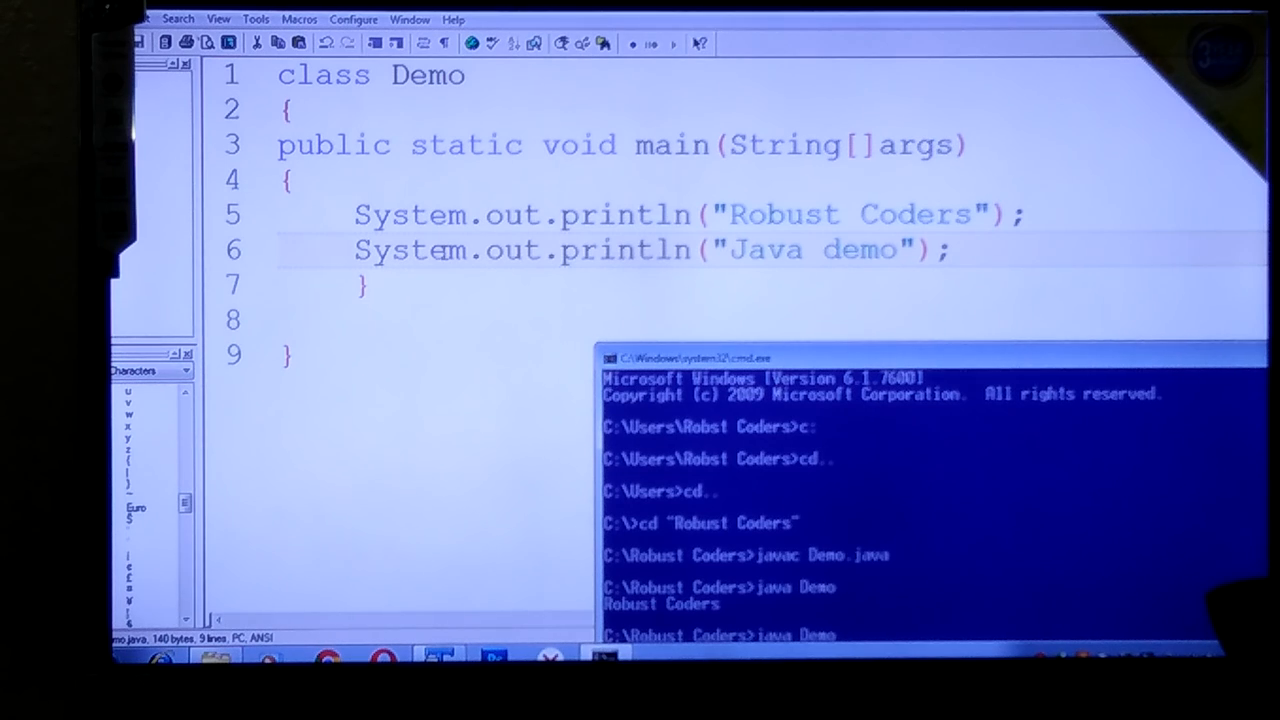 Search View Tools Macros Configure Window Help
1 class Demo
2 {
3 public static void main(String[]args)
4 {
5 System.out.println("Robust Coders");
6 System.out.println("Java demo");
7 }
8
9 }
Characters
u
v
w
x
y
z
{
|
}
~
Euro
mo.java, 140 bytes, 9 lines, PC, ANSI
C:\Windows\system32\cmd.exe
Microsoft Windows [Version 6.1.7600]
Copyright (c) 2009 Microsoft Corporation. All rights reserved.
C:\Users\Robst Coders>c:
C:\Users\Robst Coders>cd..
C:\Users>cd..
C:\>cd "Robust Coders"
C:\Robust Coders>javac Demo.java
C:\Robust Coders>java Demo
Robust Coders
C:\Robust Coders>java Demo